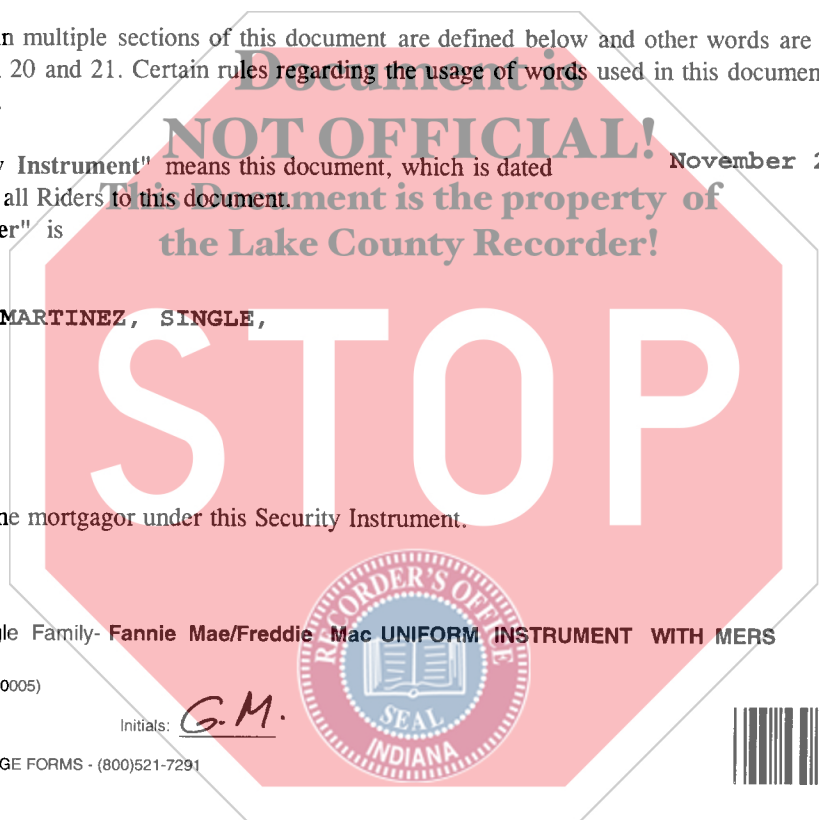 n multiple sections of this document are defined below and other words are
20 and 21. Certain rules regarding the usage of words used in this documen
Document is
NOT OFFICIAL!
Instrument" means this document, which is dated November 2
all Riders to this document.
This Document is the property of
er" is
the Lake County Recorder!
MARTINEZ, SINGLE,
STOP
ne mortgagor under this Security Instrument.
RECORDER'S OFFICE
SEAL
INDIANA
le Family- Fannie Mae/Freddie Mac UNIFORM INSTRUMENT WITH MERS
0005)
Initials: G.M.
GE FORMS - (800)521-7291